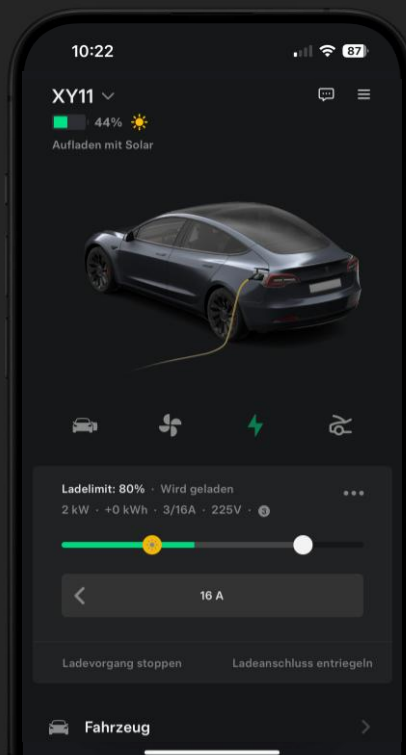 10:22
87
XY11
44%
Aufladen mit Solar
Ladelimit: 80% · Wird geladen
2 kW · +0 kWh · 3/16A · 225V · 3
16 A
Ladevorgang stoppen
Ladeanschluss entriegeln
Fahrzeug